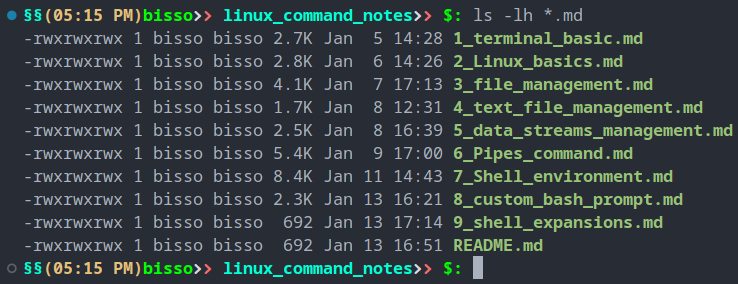 §§(05:15 PM)bisso>> linux_command_notes>> $: ls -lh *.md
-rwxrwxrwx 1 bisso bisso 2.7K Jan  5 14:28 1_terminal_basic.md
-rwxrwxrwx 1 bisso bisso 2.8K Jan  6 14:26 2_Linux_basics.md
-rwxrwxrwx 1 bisso bisso 4.1K Jan  7 17:13 3_file_management.md
-rwxrwxrwx 1 bisso bisso 1.7K Jan  8 12:31 4_text_file_management.md
-rwxrwxrwx 1 bisso bisso 2.5K Jan  8 16:39 5_data_streams_management.md
-rwxrwxrwx 1 bisso bisso 5.4K Jan  9 17:00 6_Pipes_command.md
-rwxrwxrwx 1 bisso bisso 8.4K Jan 11 14:43 7_Shell_environment.md
-rwxrwxrwx 1 bisso bisso 2.3K Jan 13 16:21 8_custom_bash_prompt.md
-rwxrwxrwx 1 bisso bisso  692 Jan 13 17:14 9_shell_expansions.md
-rwxrwxrwx 1 bisso bisso  692 Jan 13 16:51 README.md
§§(05:15 PM)bisso>> linux_command_notes>> $: